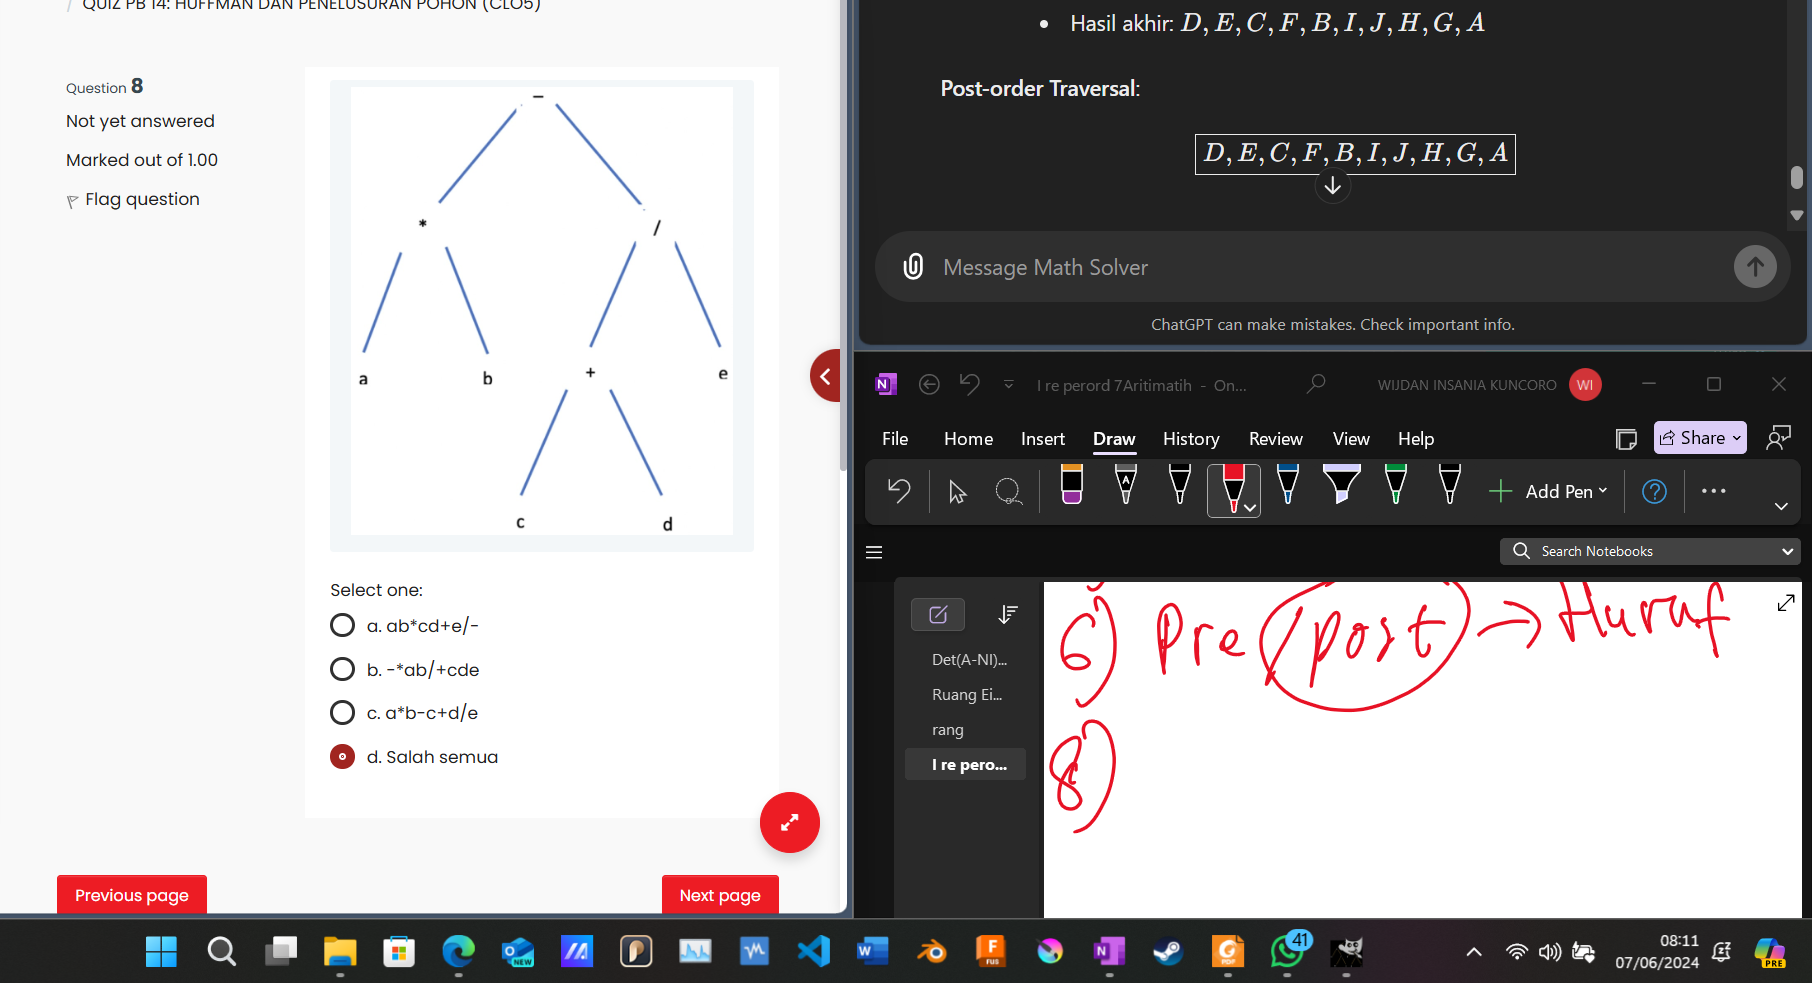 / QUIZ PB 14: HUFFMAN DAN PENELUSURAN POHON (CLO5)
Question 8
Not yet answered
Marked out of 1.00
Flag question
–
*
/
a
b
+
e
c
d
Select one:
a. ab*cd+e/-
b. -*ab/+cde
c. a*b-c+d/e
d. Salah semua
Previous page
Next page
• Hasil akhir: D, E, C, F, B, I, J, H, G, A
Post-order Traversal:
D, E, C, F, B, I, J, H, G, A
Message Math Solver
ChatGPT can make mistakes. Check important info.
I re perord 7Aritimatih - On...
WIJDAN INSANIA KUNCORO
WI
File Home Insert Draw History Review View Help
Share
Add Pen
Search Notebooks
Det(A-NI)...
Ruang Ei...
rang
I re pero...
6) Pre /post → Huruf
8)
NEW
F
FUS
N
PDF
41
08:11
07/06/2024
PRE